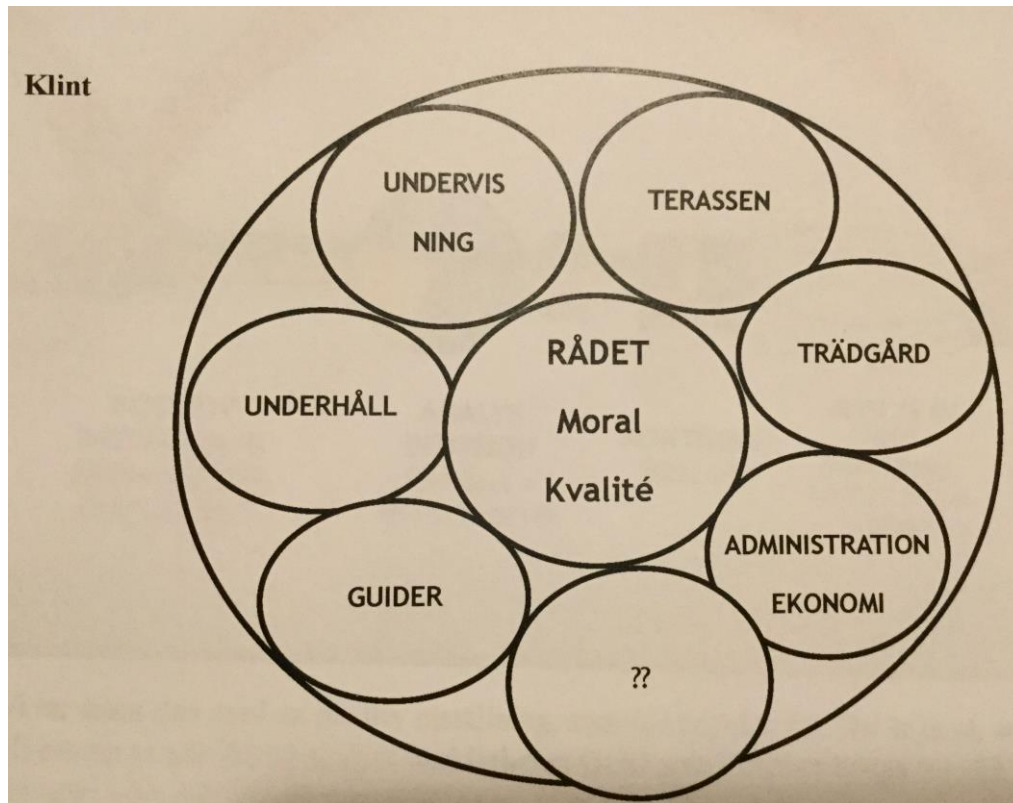 Klint
UNDERVIS
NING
TERASSEN
TRÄDGÅRD
RÅDET
Moral
Kvalité
UNDERHÅLL
ADMINISTRATION
EKONOMI
GUIDER
??